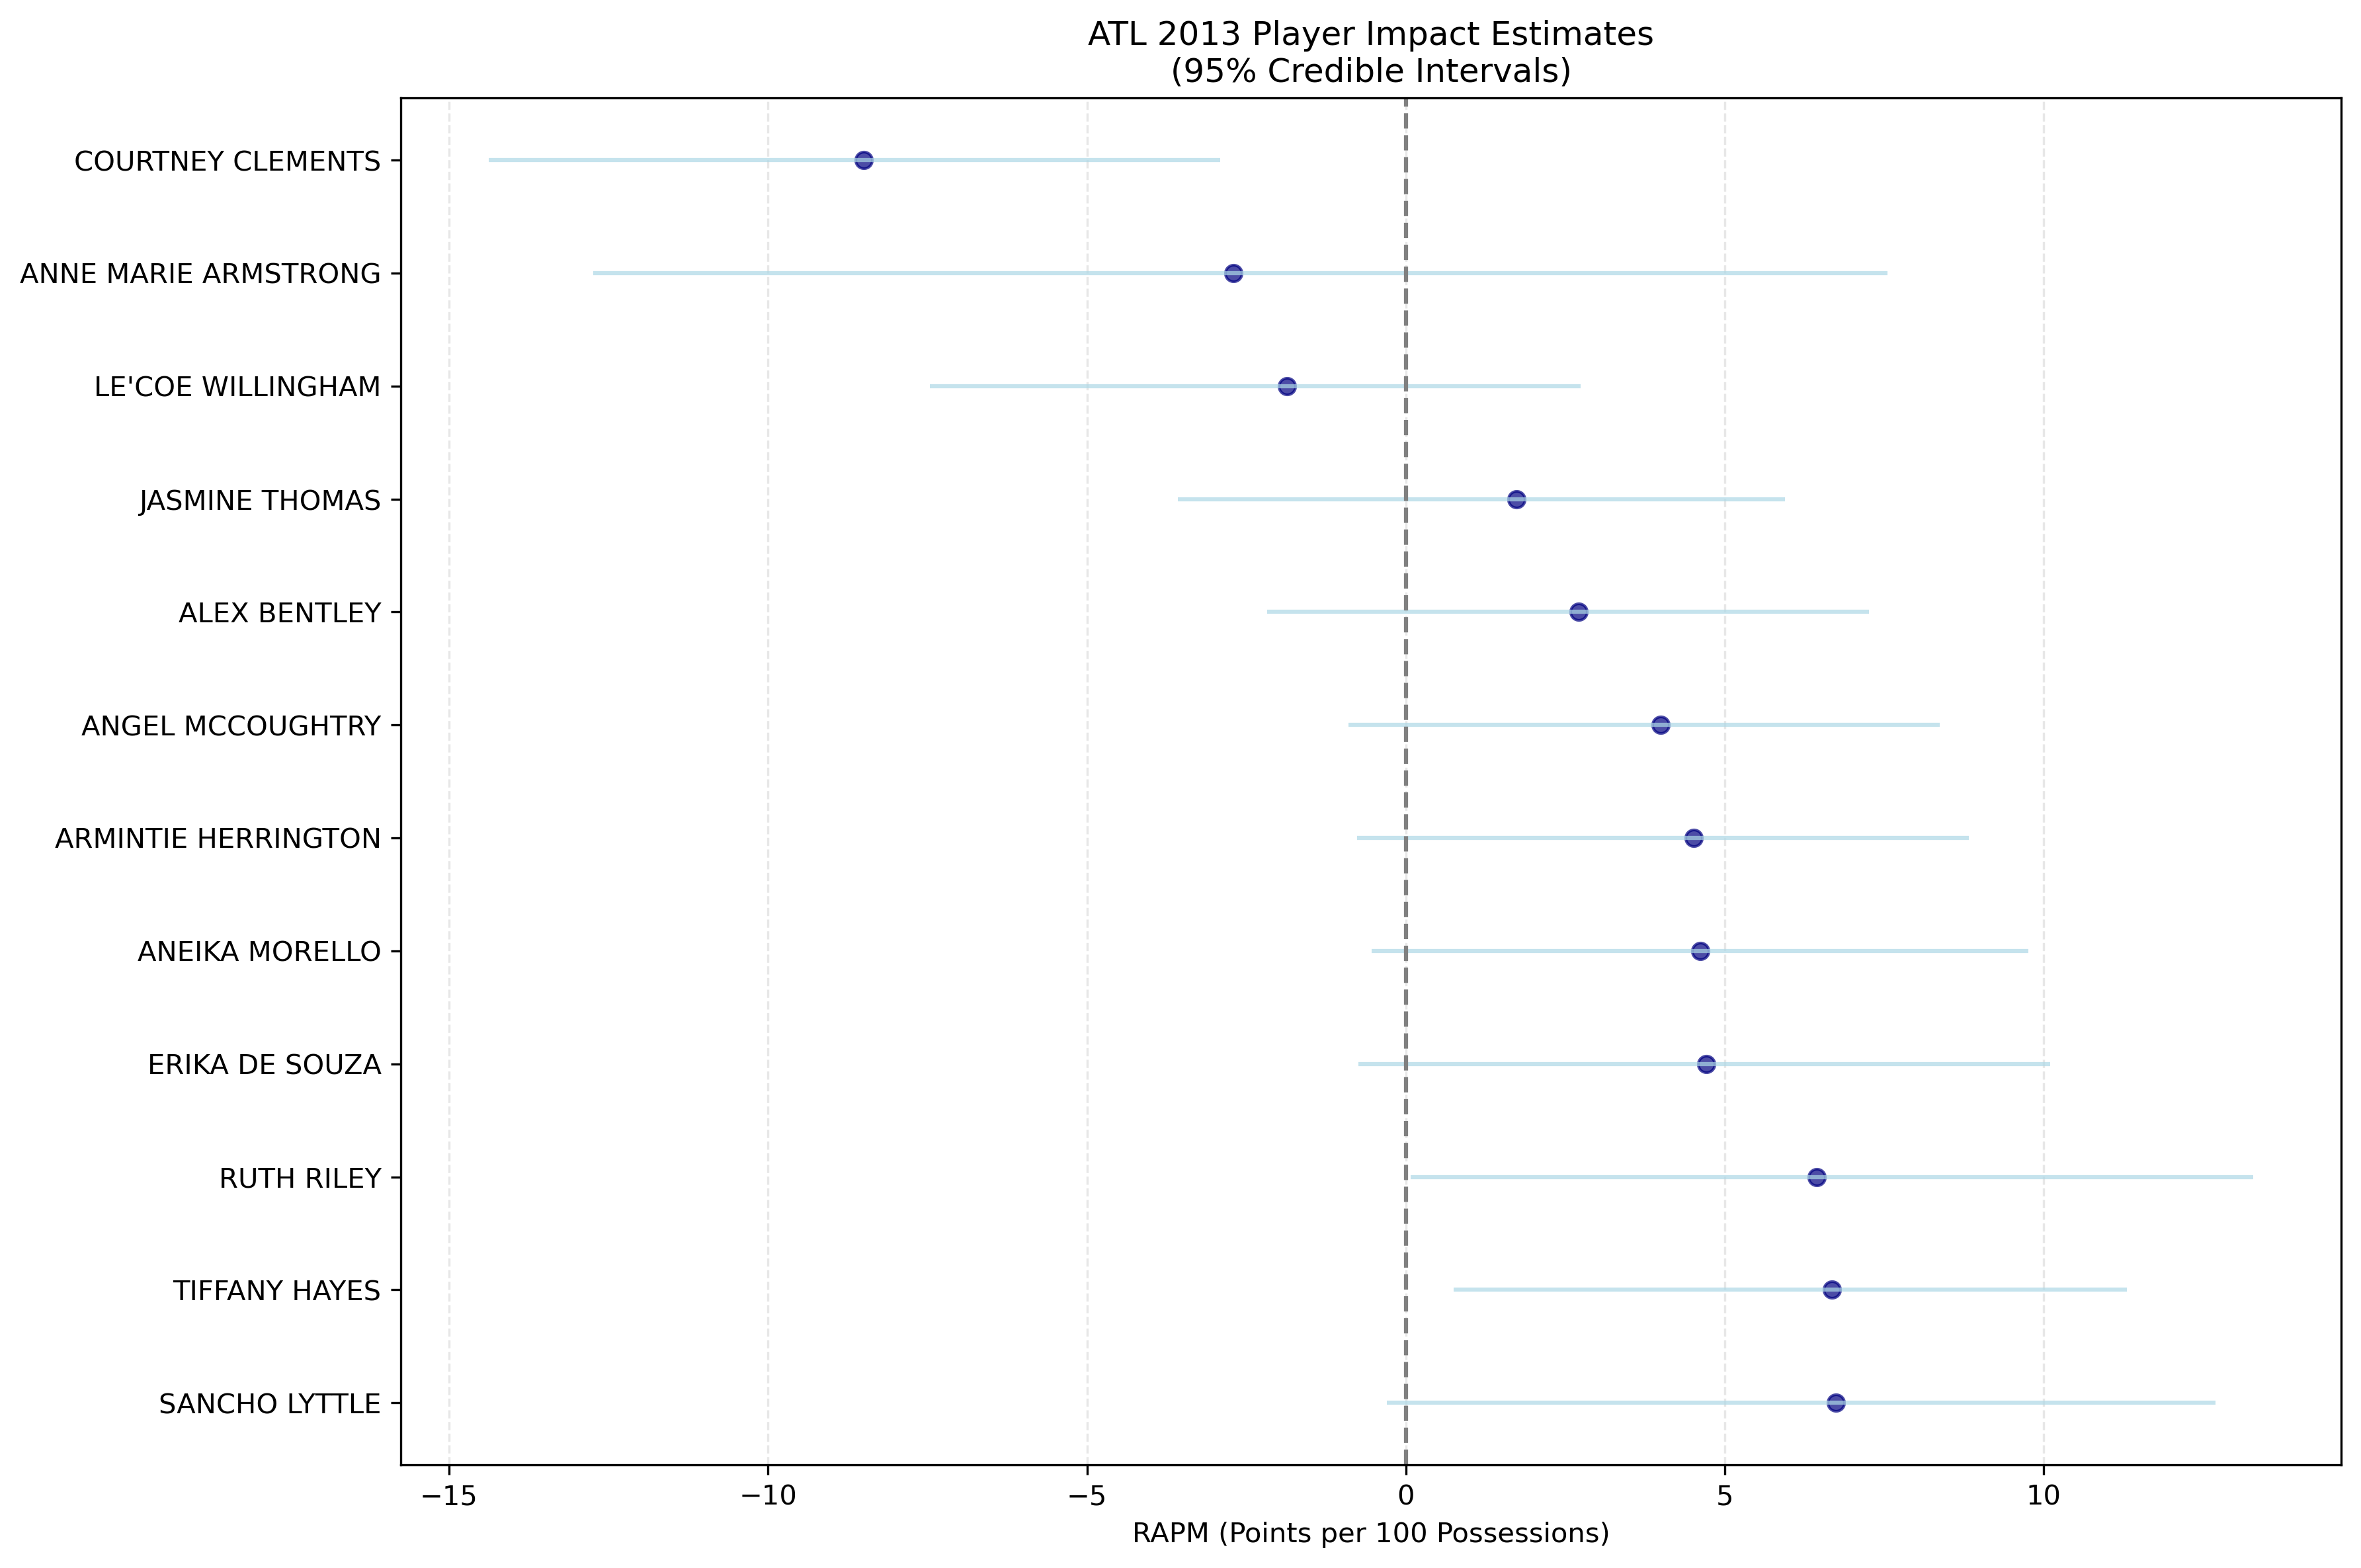 ATL 2013 Player Impact Estimates
(95% Credible Intervals)
COURTNEY CLEMENTS
ANNE MARIE ARMSTRONG
LE'COE WILLINGHAM
JASMINE THOMAS
ALEX BENTLEY
ANGEL MCCOUGHTRY
ARMINTIE HERRINGTON
ANEIKA MORELLO
ERIKA DE SOUZA
RUTH RILEY
TIFFANY HAYES
SANCHO LYTTLE
−15 −10 −5 0 5 10
RAPM (Points per 100 Possessions)